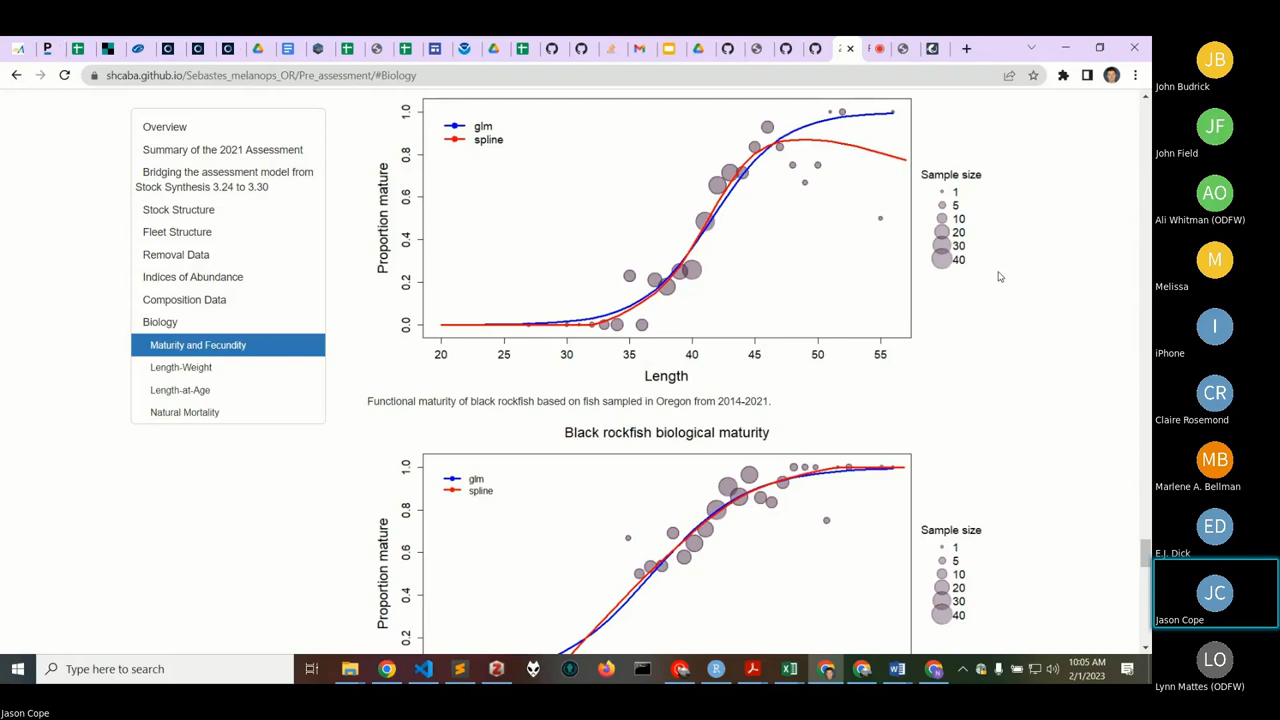 shcaba.github.io/Sebastes_melanops_OR/Pre_assessment/#Biology
Overview
Summary of the 2021 Assessment
Bridging the assessment model from
Stock Synthesis 3.24 to 3.30
Stock Structure
Fleet Structure
Removal Data
Indices of Abundance
Composition Data
Biology
Maturity and Fecundity
Length-Weight
Length-at-Age
Natural Mortality
glm
spline
Proportion mature
1.0
0.8
0.6
0.4
0.2
0.0
20 25 30 35 40 45 50 55
Length
Sample size
1
5
10
20
30
40
Functional maturity of black rockfish based on fish sampled in Oregon from 2014-2021.
Black rockfish biological maturity
glm
spline
Proportion mature
1.0
0.8
0.6
0.4
0.2
Sample size
1
5
10
20
30
40
JB
John Budrick
JF
John Field
AO
Ali Whitman (ODFW)
M
Melissa
I
iPhone
CR
Claire Rosemond
MB
Marlene A. Bellman
ED
E.J. Dick
JC
Jason Cope
LO
Lynn Mattes (ODFW)
Type here to search
10:05 AM
2/1/2023
Jason Cope